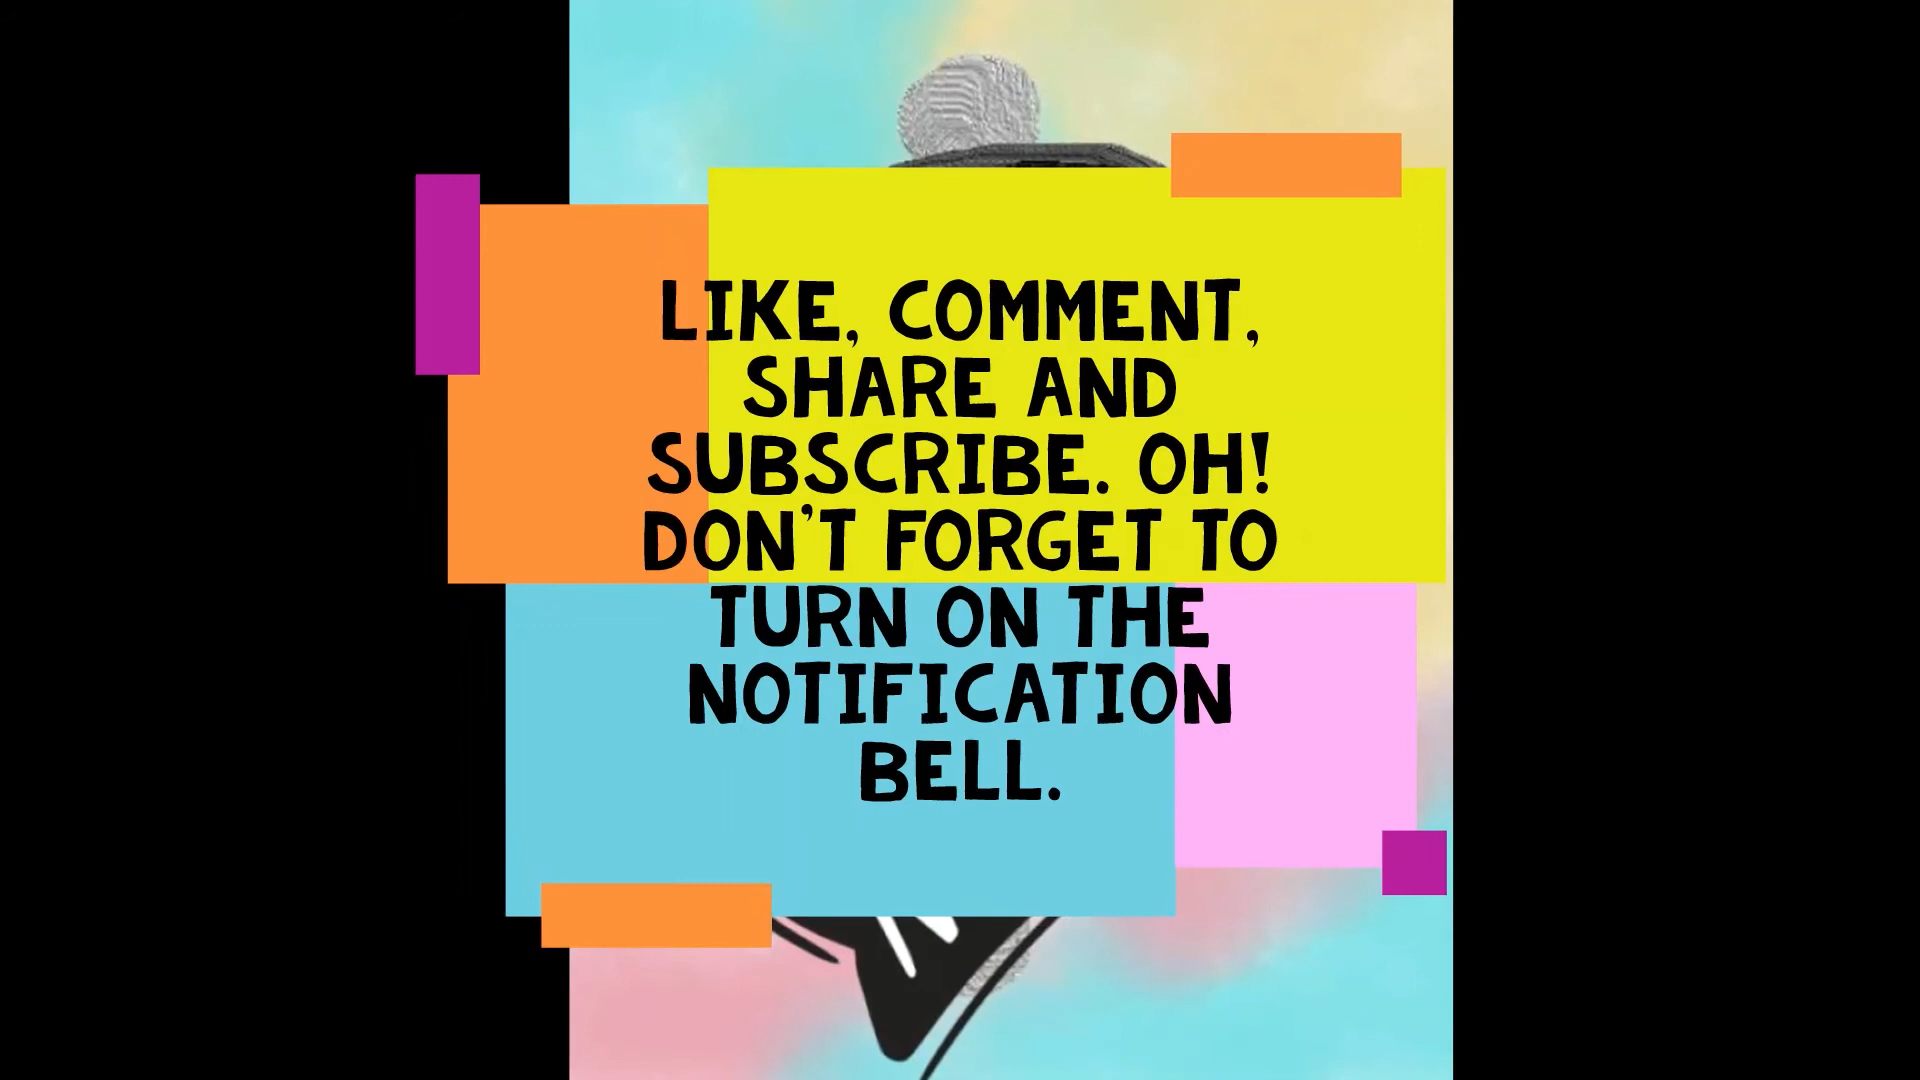 LIKE, COMMENT,
SHARE AND
SUBSCRIBE. OH!
DON'T FORGET TO
TURN ON THE
NOTIFICATION
BELL.